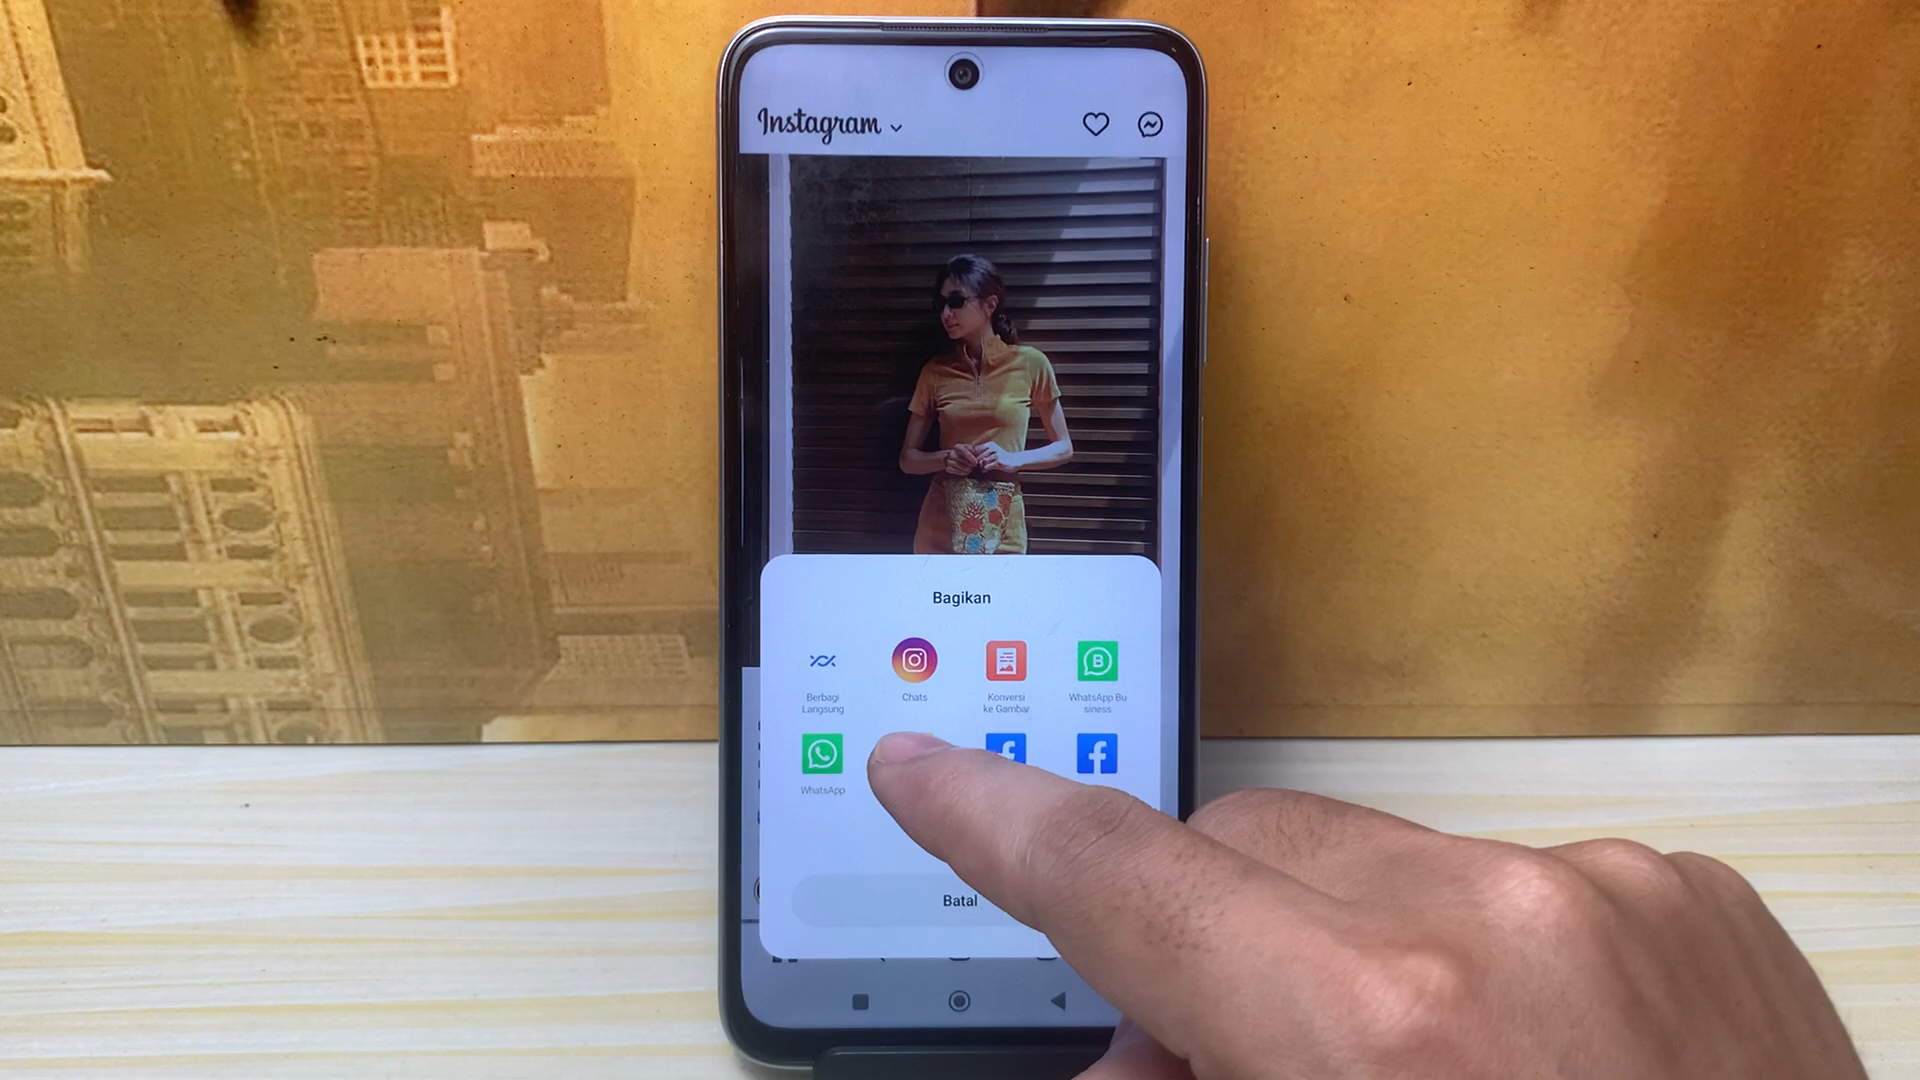 Instagram
Bagikan
Berbagi
Langsung
Chats
Konversi
ke Gambar
WhatsApp Bu
siness
WhatsApp
Batal